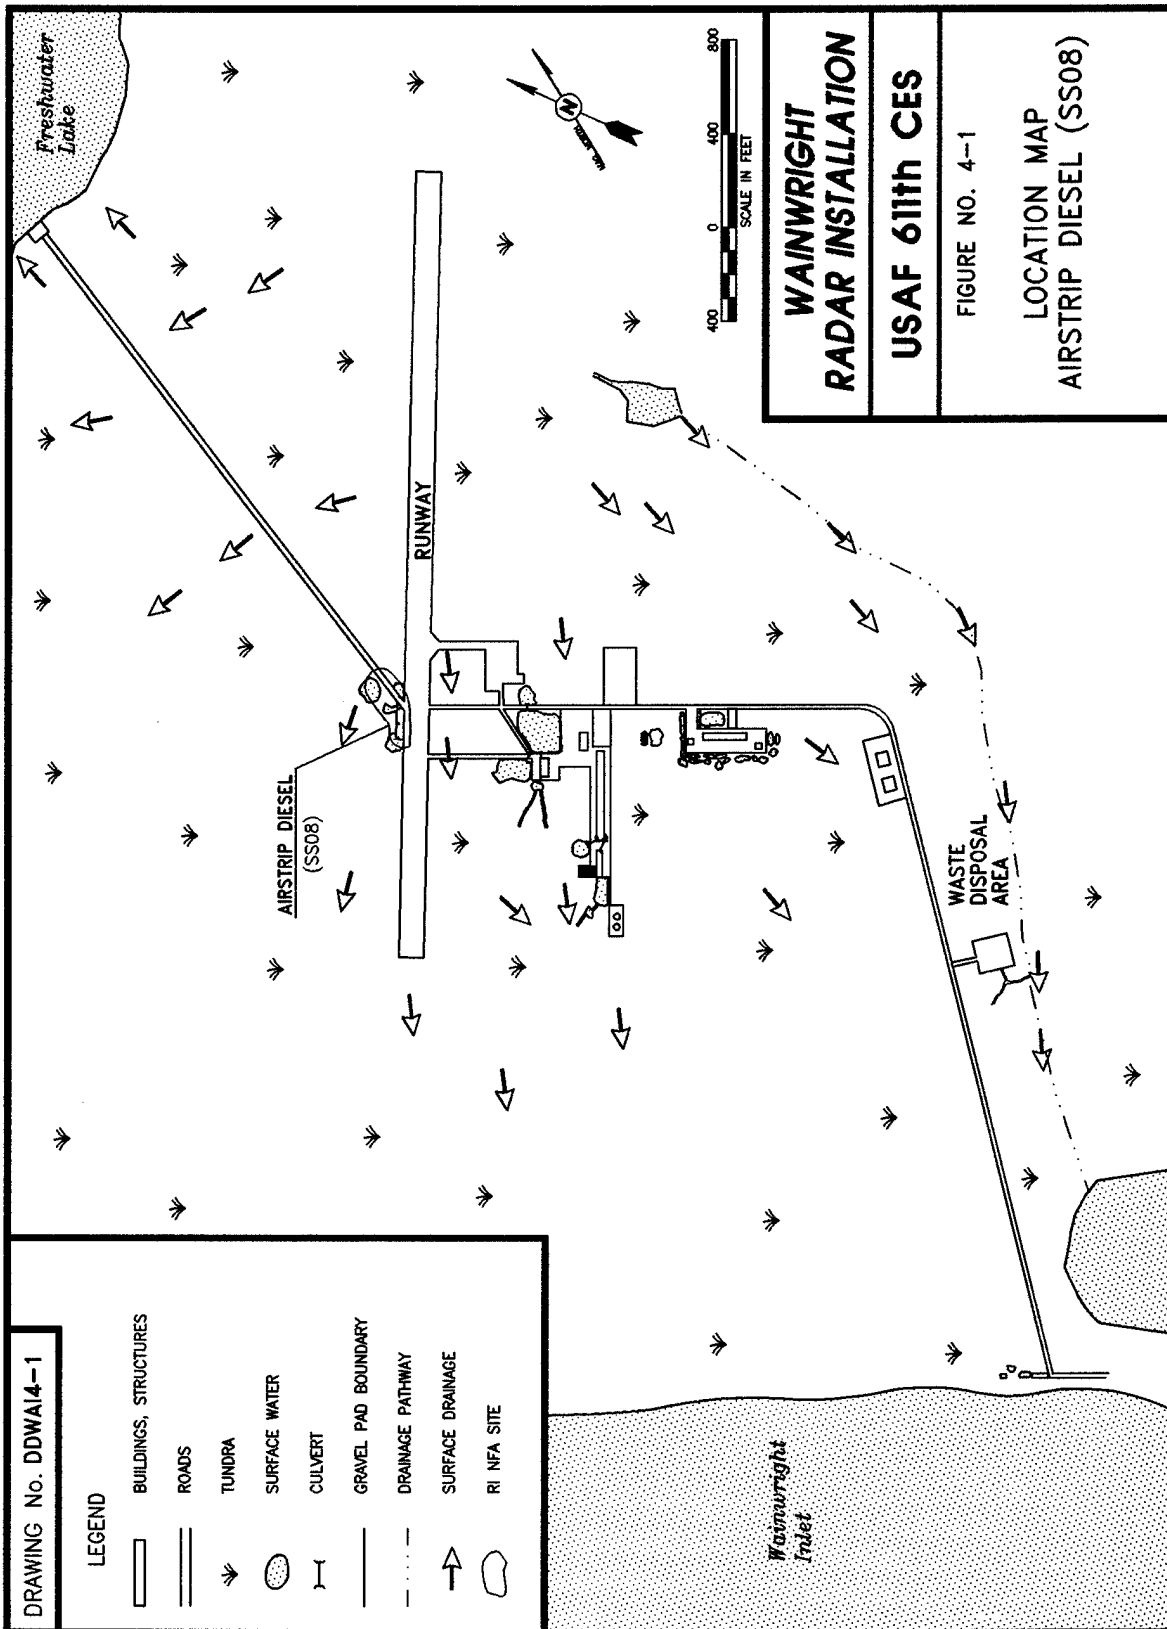 DRAWING No. DDWAI4-1
LEGEND
BUILDINGS, STRUCTURES
ROADS
TUNDRA
SURFACE WATER
CULVERT
GRAVEL PAD BOUNDARY
DRAINAGE PATHWAY
SURFACE DRAINAGE
RI NFA SITE
Freshwater
Lake
RUNWAY
AIRSTRIP DIESEL
(SS08)
WASTE
DISPOSAL
AREA
Wainwright
Inlet
N
MAG. NORTH
400 0 400 800
SCALE IN FEET
WAINWRIGHT
RADAR INSTALLATION
USAF 611th CES
FIGURE NO. 4-1
LOCATION MAP
AIRSTRIP DIESEL (SS08)